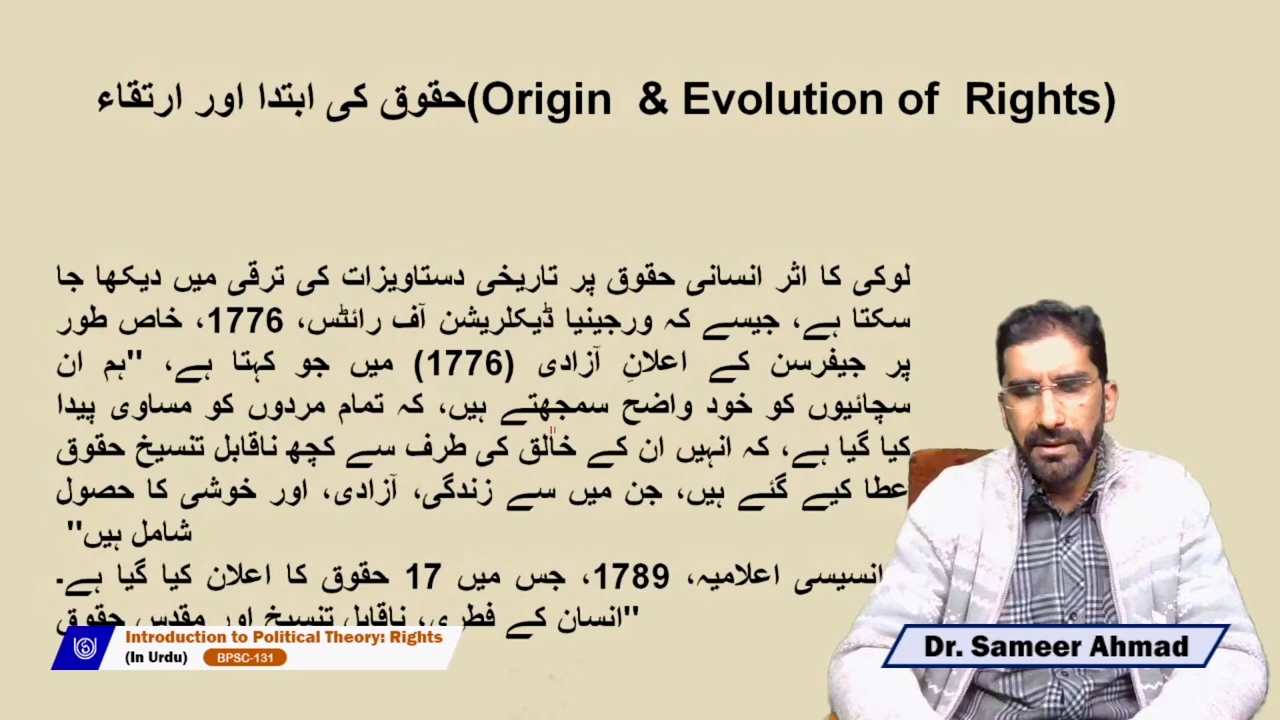 حقوق کی ابتدا اور ارتقاء(Origin & Evolution of Rights)
لوکی کا اثر انسانی حقوق پر تاریخی دستاویزات کی ترقی میں دیکھا جا
سکتا ہے، جیسے کہ ورجینیا ڈیکلریشن آف رائٹس، 1776، خاص طور
پر جیفرسن کے اعلانِ آزادی (1776) میں جو کہتا ہے، "ہم ان
سچائیوں کو خود واضح سمجھتے ہیں، کہ تمام مردوں کو مساوی پیدا
کیا گیا ہے، کہ انہیں ان کے خالق کی طرف سے کچھ ناقابل تنسیخ حقوق
عطا کیے گئے ہیں، جن میں سے زندگی، آزادی، اور خوشی کا حصول
شامل ہیں"
انسیسی اعلامیہ، 1789، جس میں 17 حقوق کا اعلان کیا گیا ہے۔
"انسان کے فطری، ناقابل تنسیخ اور مقدس حقوق
Introduction to Political Theory: Rights
(In Urdu) BPSC-131
Dr. Sameer Ahmad